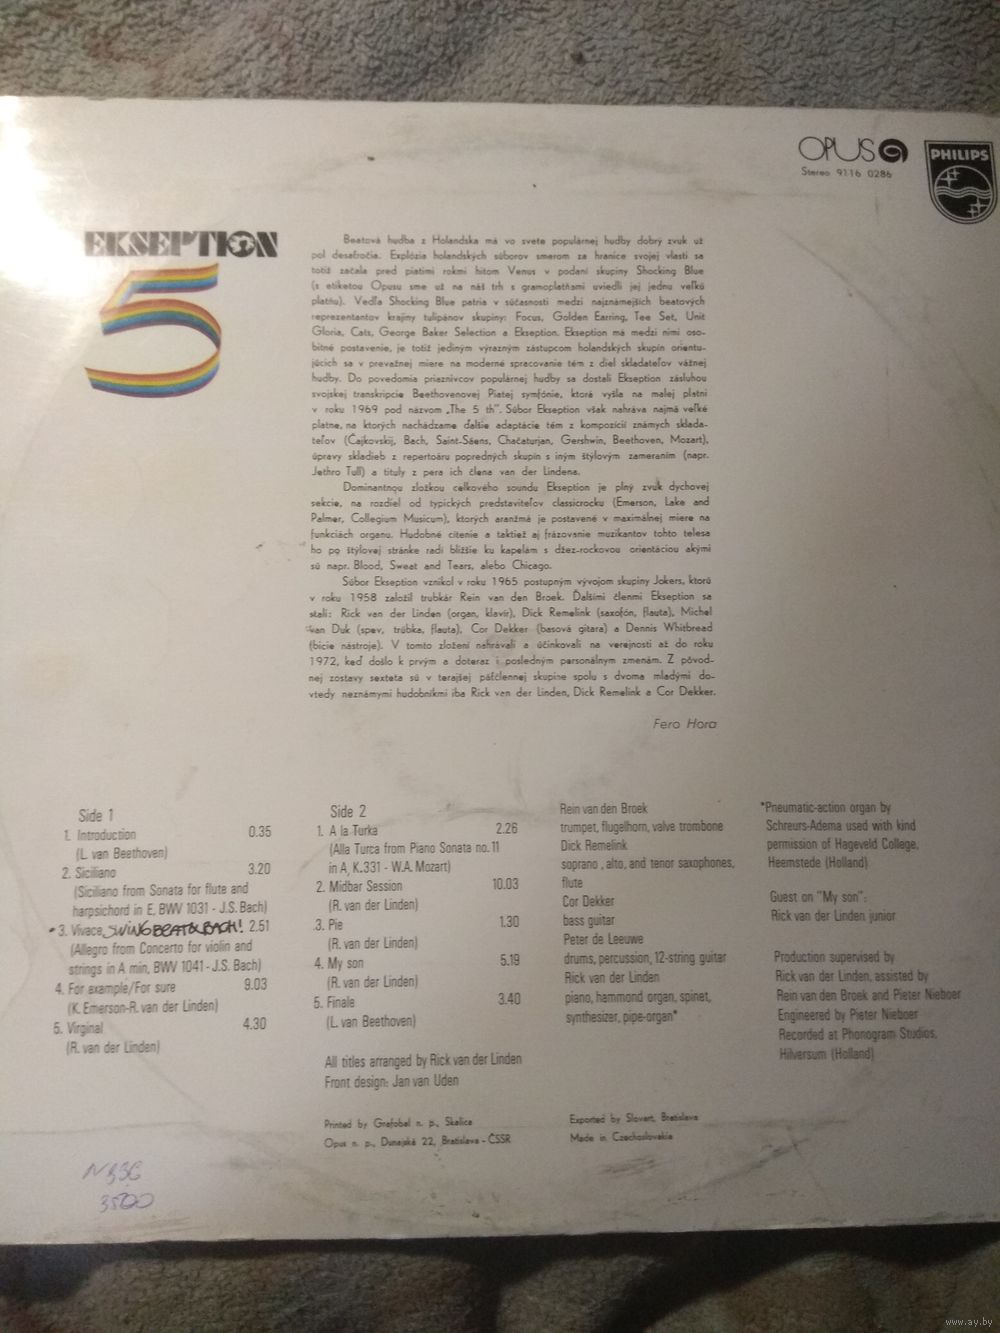 OPUS
Stereo 9116 0286
PHILIPS
EKSEPTION
5
Beatová hudba z Holandska má vo svete populárnej hudby dobrý zvuk už
pol desaťročia. Explózia holandských súborov smerom za hranice svojej vlasti sa
totiž začala pred piatimi rokmi hitom Venus v podaní skupiny Shocking Blue
(s etiketou Opusu sme už na náš trh s gramoplatňami uviedli jej jednu veľkú
platňu). Vedľa Shocking Blue patria v súčasnosti medzi najznámejších beatových
reprezentantov krajiny tulipánov skupiny: Focus, Golden Earring, Tee Set, Unit
Gloria, Cats, George Baker Selection a Ekseption. Ekseption má medzi nimi oso-
bitné postavenie, je totiž jediným výrazným zástupcom holandských skupín orientu-
júcich sa v prevažnej miere na moderné spracovanie tém z diel skladateľov vážnej
hudby. Do povedomia priaznivcov populárnej hudby sa dostali Ekseption zásluhou
svojskej transkripcie Beethovenovej Piatej symfónie, ktorá vyšla na malej platni
v roku 1969 pod názvom „The 5 th". Súbor Ekseption však nahráva najmä veľké
platne, na ktorých nachádzame ďalšie adaptácie tém z kompozícií známych sklada-
teľov (Čajkovskij, Bach, Saint-Säens, Chačaturjan, Gershwin, Beethoven, Mozart),
úpravy skladieb z repertoáru popredných skupín s iným štýlovým zameraním (napr.
Jethro Tull) a tituly z pera ich člena van der Lindena.
Dominantnou zložkou celkového soundu Ekseption je plný zvuk dychovej
sekcie, na rozdiel od typických predstaviteľov classicrocku (Emerson, Lake and
Palmer, Collegium Musicum), ktorých aranžmá je postavené v maximálnej miere na
funkciách organu. Hudobné cítenie a taktiež aj frázovanie muzikantov tohto telesa
ho po štýlovej stránke radí bližšie ku kapelám s džez-rockovou orientáciou akými
sú napr. Blood, Sweat and Tears, alebo Chicago.
Súbor Ekseption vznikol v roku 1965 postupným vývojom skupiny Jokers, ktorú
v roku 1958 založil trubkár Rein van den Broek. Ďalšími členmi Ekseption sa
stali: Rick van der Linden (organ, klavír), Dick Remelink (saxofón, flauta), Michel
van Duk (spev, trúbka, flauta), Cor Dekker (basová gitara) a Dennis Whitbread
(bicie nástroje). V tomto zložení nahrávali a účinkovali na verejnosti až do roku
1972, keď došlo k prvým a doteraz i posledným personálnym zmenám. Z pôvod-
nej zostavy sexteta sú v terajšej päťčlennej skupine spolu s dvoma mladými do-
vtedy neznámymi hudobníkmi iba Rick ven der Linden, Dick Remelink a Cor Dekker.
Fero Hora
Side 1
1. Introduction 0.35
(L. van Beethoven)
2. Siciliano 3.20
(Siciliano from Sonata for flute and
harpsichord in E, BWV 1031 - J.S. Bach)
• 3. Vivace SWING BEAT & BACH! 2.51
(Allegro from Concerto for violin and
strings in A min, BWV 1041 - J.S. Bach)
4. For example/For sure 9.03
(K. Emerson-R. van der Linden)
5. Virginal 4.30
(R. van der Linden)
Side 2
1. A la Turka 2.26
(Alla Turca from Piano Sonata no. 11
in A, K.331 - W.A. Mozart)
2. Midbar Session 10.03
(R. van der Linden)
3. Pie 1.30
(R. van der Linden)
4. My son 5.19
(R. van der Linden)
5. Finale 3.40
(L. van Beethoven)
All titles arranged by Rick van der Linden
Front design: Jan van Uden
Rein van den Broek
trumpet, flugelhorn, valve trombone
Dick Remelink
soprano, alto, and tenor saxophones,
flute
Cor Dekker
bass guitar
Peter de Leeuwe
drums, percussion, 12-string guitar
Rick van der Linden
piano, hammond organ, spinet,
synthesizer, pipe-organ*
*Pneumatic-action organ by
Schreurs-Adema used with kind
permission of Hageveld College,
Heemstede (Holland)
Guest on "My son":
Rick van der Linden junior
Production supervised by
Rick van der Linden, assisted by
Rein van den Broek and Pieter Nieboer
Engineered by Pieter Nieboer
Recorded at Phonogram Studios,
Hilversum (Holland)
Printed by Grafobal n. p., Skalica
Opus n. p., Dunajská 22, Bratislava - ČSSR
Exported by Slovart, Bratislava
Made in Czechoslovakia
3500
www.ay.by